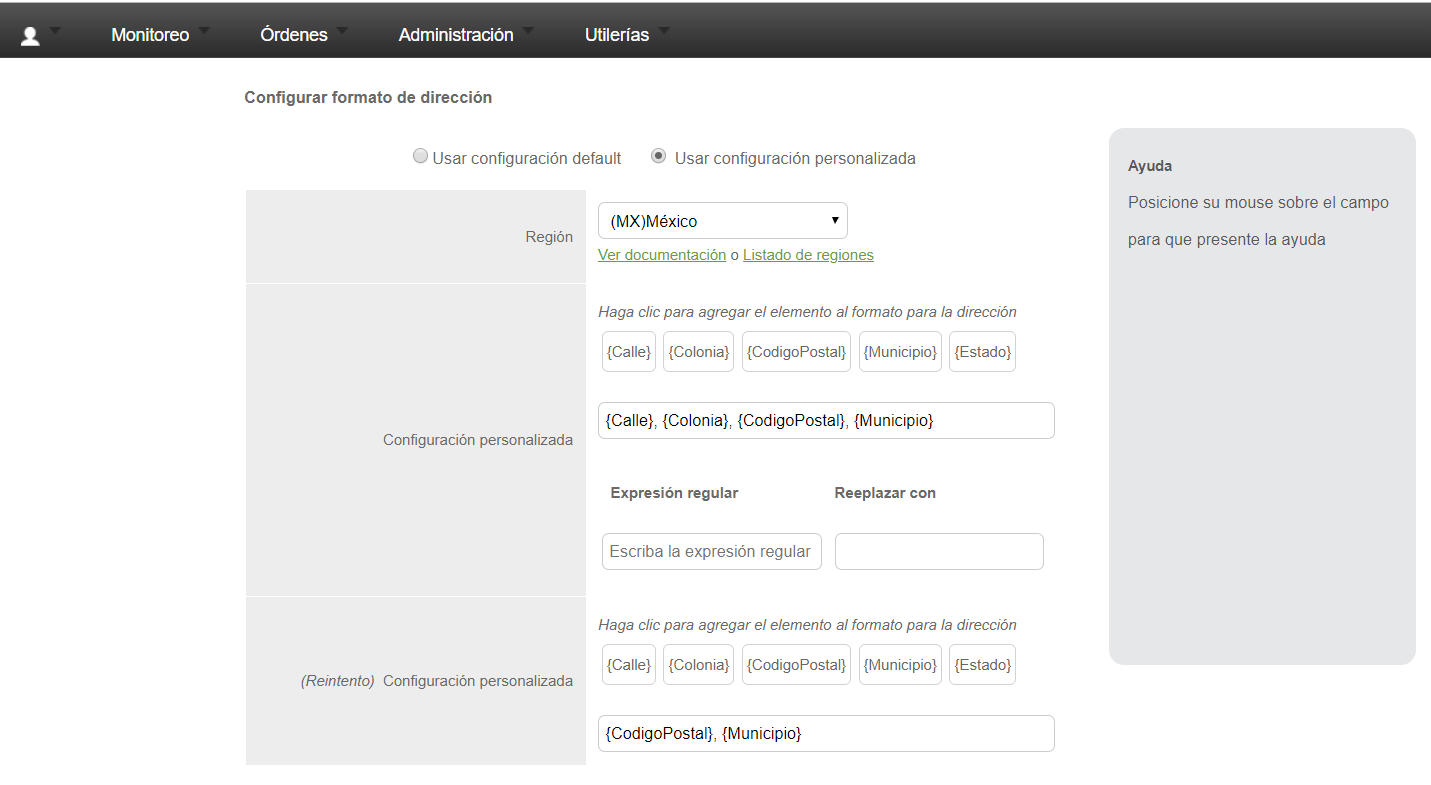 Monitoreo Órdenes Administración Utilerías
Configurar formato de dirección
Usar configuración default Usar configuración personalizada
Región
(MX)México
Ver documentación o Listado de regiones
Configuración personalizada
Haga clic para agregar el elemento al formato para la dirección
{Calle} {Colonia} {CodigoPostal} {Municipio} {Estado}
{Calle}, {Colonia}, {CodigoPostal}, {Municipio}
Expresión regular Reeplazar con
Escriba la expresión regular
(Reintento) Configuración personalizada
Haga clic para agregar el elemento al formato para la dirección
{Calle} {Colonia} {CodigoPostal} {Municipio} {Estado}
{CodigoPostal}, {Municipio}
Ayuda
Posicione su mouse sobre el campo
para que presente la ayuda